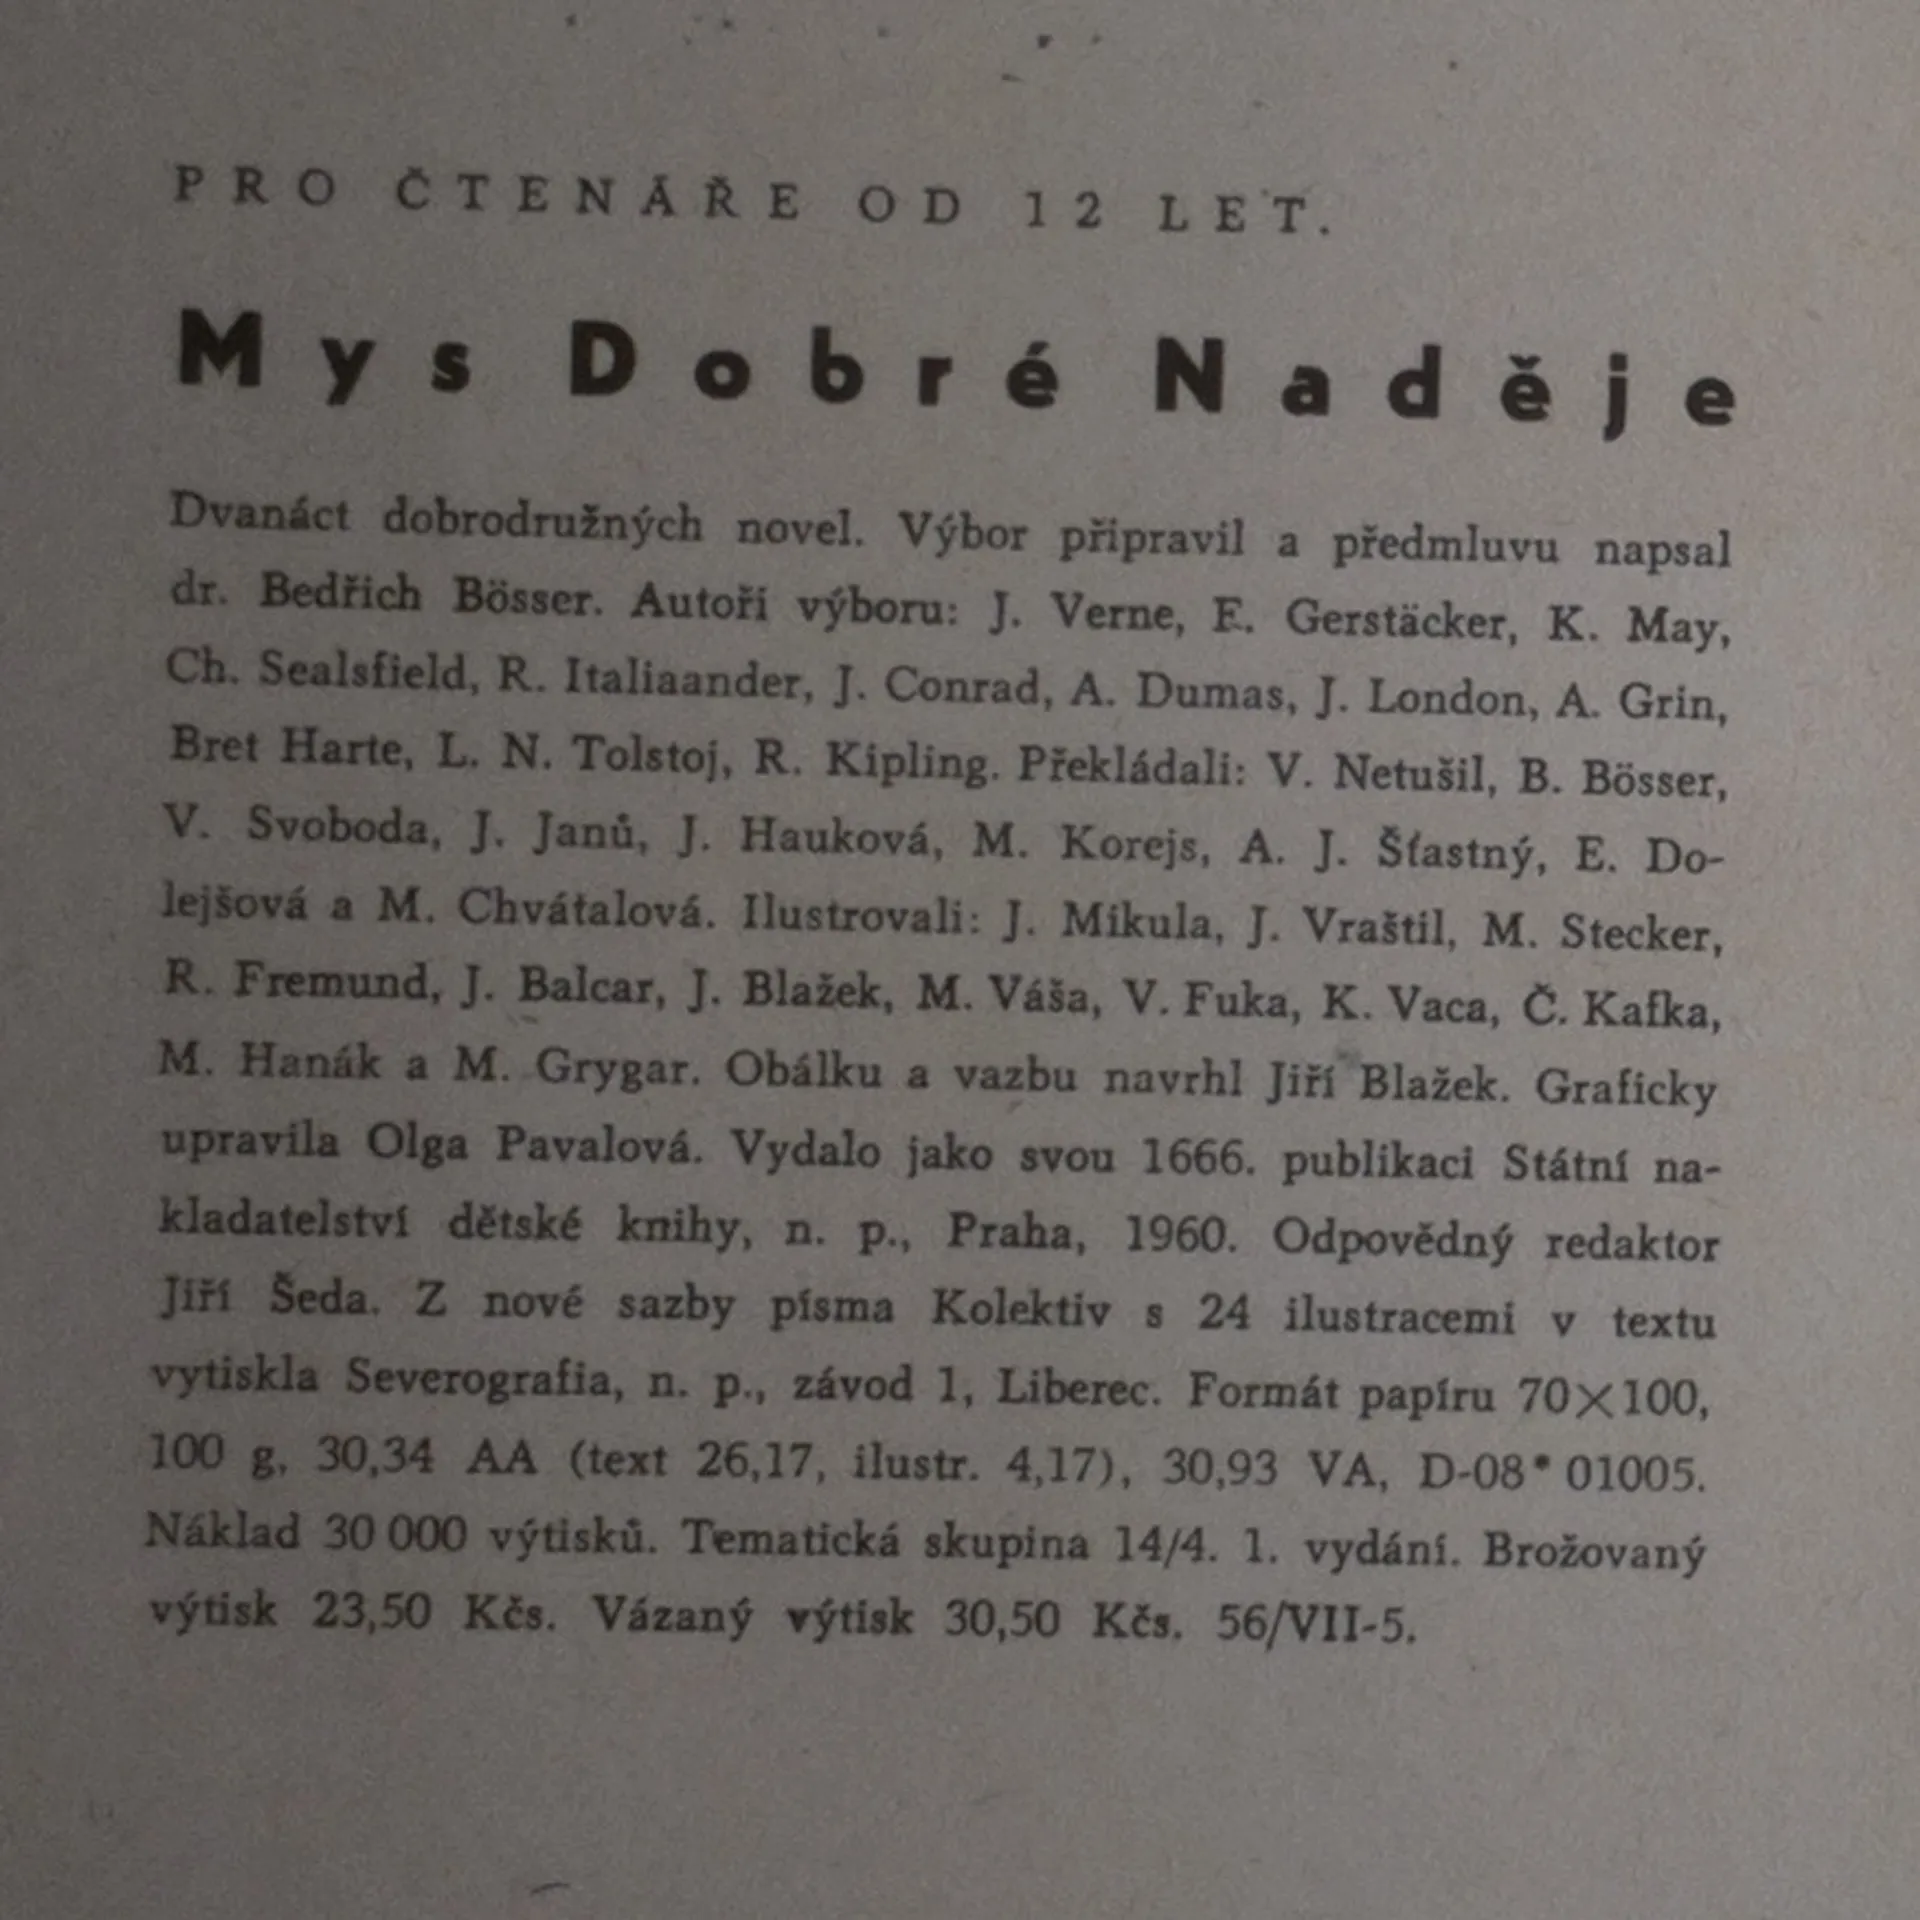 PRO ČTENÁŘE OD 12 LET.
Mys Dobré Naděje
Dvanáct dobrodružných novel. Výbor připravil a předmluvu napsal
dr. Bedřich Bösser. Autoři výboru: J. Verne, F. Gerstäcker, K. May,
Ch. Sealsfield, R. Italiaander, J. Conrad, A. Dumas, J. London, A. Grin,
Bret Harte, L. N. Tolstoj, R. Kipling. Překládali: V. Netušil, B. Bösser,
V. Svoboda, J. Janů, J. Hauková, M. Korejs, A. J. Šťastný, E. Do-
lejšová a M. Chvátalová. Ilustrovali: J. Mikula, J. Vraštil, M. Stecker,
R. Fremund, J. Balcar, J. Blažek, M. Váša, V. Fuka, K. Vaca, Č. Kafka,
M. Hanák a M. Grygar. Obálku a vazbu navrhl Jiří Blažek. Graficky
upravila Olga Pavalová. Vydalo jako svou 1666. publikaci Státní na-
kladatelství dětské knihy, n. p., Praha, 1960. Odpovědný redaktor
Jiří Šeda. Z nové sazby písma Kolektiv s 24 ilustracemi v textu
vytiskla Severografia, n. p., závod 1, Liberec. Formát papíru 70×100,
100 g, 30,34 AA (text 26,17, ilustr. 4,17), 30,93 VA, D-08*01005.
Náklad 30 000 výtisků. Tematická skupina 14/4. 1. vydání. Brožovaný
výtisk 23,50 Kčs. Vázaný výtisk 30,50 Kčs. 56/VII-5.